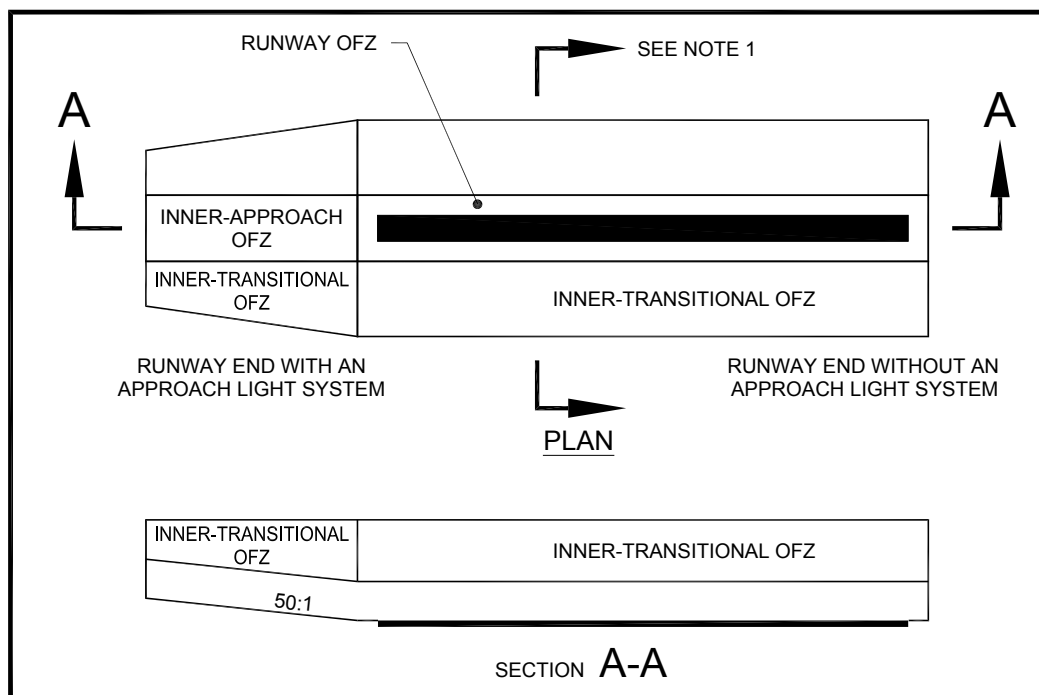 RUNWAY OFZ
SEE NOTE 1
A
A
INNER-APPROACH
OFZ
INNER-TRANSITIONAL
OFZ
INNER-TRANSITIONAL OFZ
RUNWAY END WITH AN
APPROACH LIGHT SYSTEM
RUNWAY END WITHOUT AN
APPROACH LIGHT SYSTEM
PLAN
INNER-TRANSITIONAL
OFZ
INNER-TRANSITIONAL OFZ
50:1
SECTION A-A